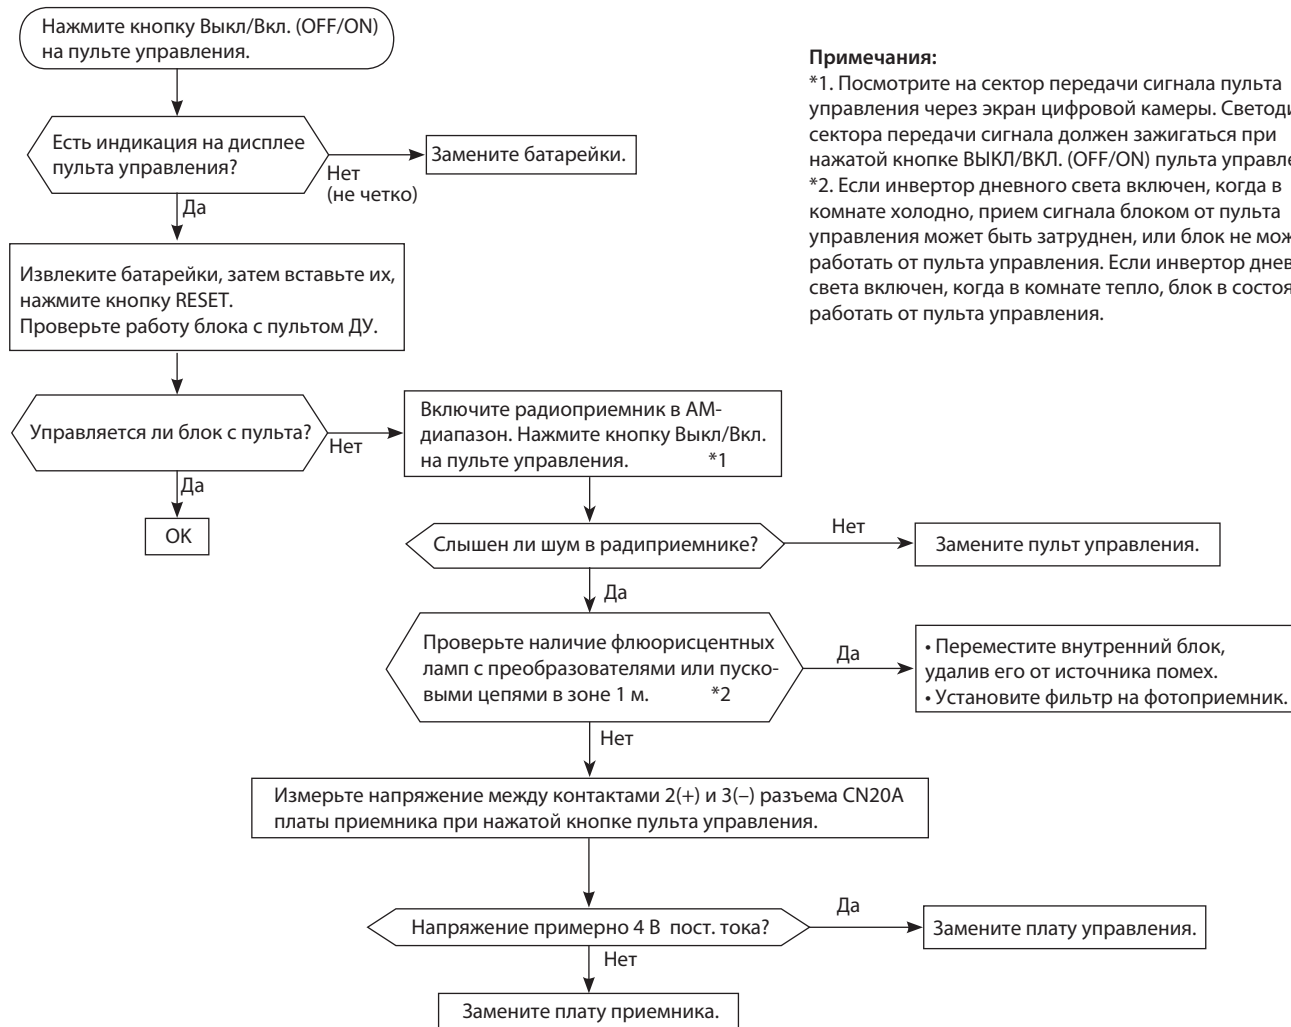 Нажмите кнопку Выкл/Вкл. (OFF/ON)
на пульте управления.
Есть индикация на дисплее
пульта управления?
Нет
(не четко)
Замените батарейки.
Да
Извлеките батарейки, затем вставьте их,
нажмите кнопку RESET.
Проверьте работу блока с пультом ДУ.
Управляется ли блок с пульта?
Нет
Да
OK
Включите радиоприемник в АМ-
диапазон. Нажмите кнопку Выкл/Вкл.
на пульте управления. *1
Слышен ли шум в радиприемнике?
Нет
Замените пульт управления.
Да
Проверьте наличие флюорисцентных
ламп с преобразователями или пуско-
выми цепями в зоне 1 м. *2
Да
• Переместите внутренний блок,
удалив его от источника помех.
• Установите фильтр на фотоприемник.
Нет
Измерьте напряжение между контактами 2(+) и 3(–) разъема CN20A
платы приемника при нажатой кнопке пульта управления.
Напряжение примерно 4 В пост. тока?
Да
Замените плату управления.
Нет
Замените плату приемника.
Примечания:
*1. Посмотрите на сектор передачи сигнала пульта
управления через экран цифровой камеры.
сектора передачи сигнала должен зажигаться при
нажатой кнопке ВЫКЛ/ВКЛ. (OFF/ON) пульта
*2. Если инвертор дневного света включен, когда в
комнате холодно, прием сигнала блоком от пульта
управления может быть затруднен, или блок не
работать от пульта управления. Если инвертор
света включен, когда в комнате тепло, блок в
работать от пульта управления.